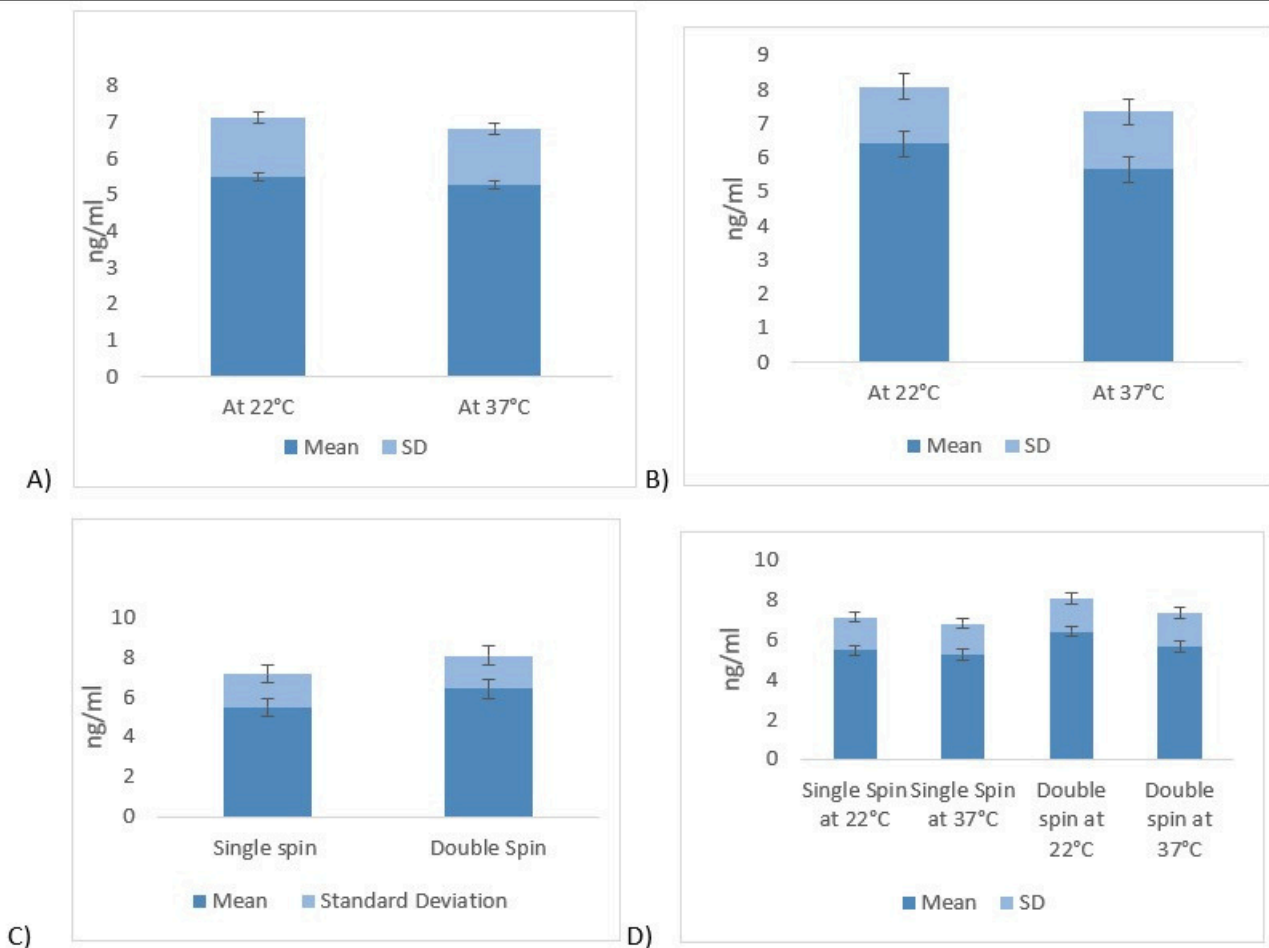 8
7
6
5
4
3
2
1
0
ng/ml
At 22°C At 37°C
Mean SD
A)
9
8
7
6
5
4
3
2
1
0
ng/ml
At 22°C At 37°C
Mean SD
B)
10
8
6
4
2
0
ng/ml
Single spin Double Spin
Mean Standard Deviation
C)
10
8
6
4
2
0
ng/ml
Single Spin Single Spin Double Double
at 22°C at 37°C spin at spin at
22°C 37°C
Mean SD
D)